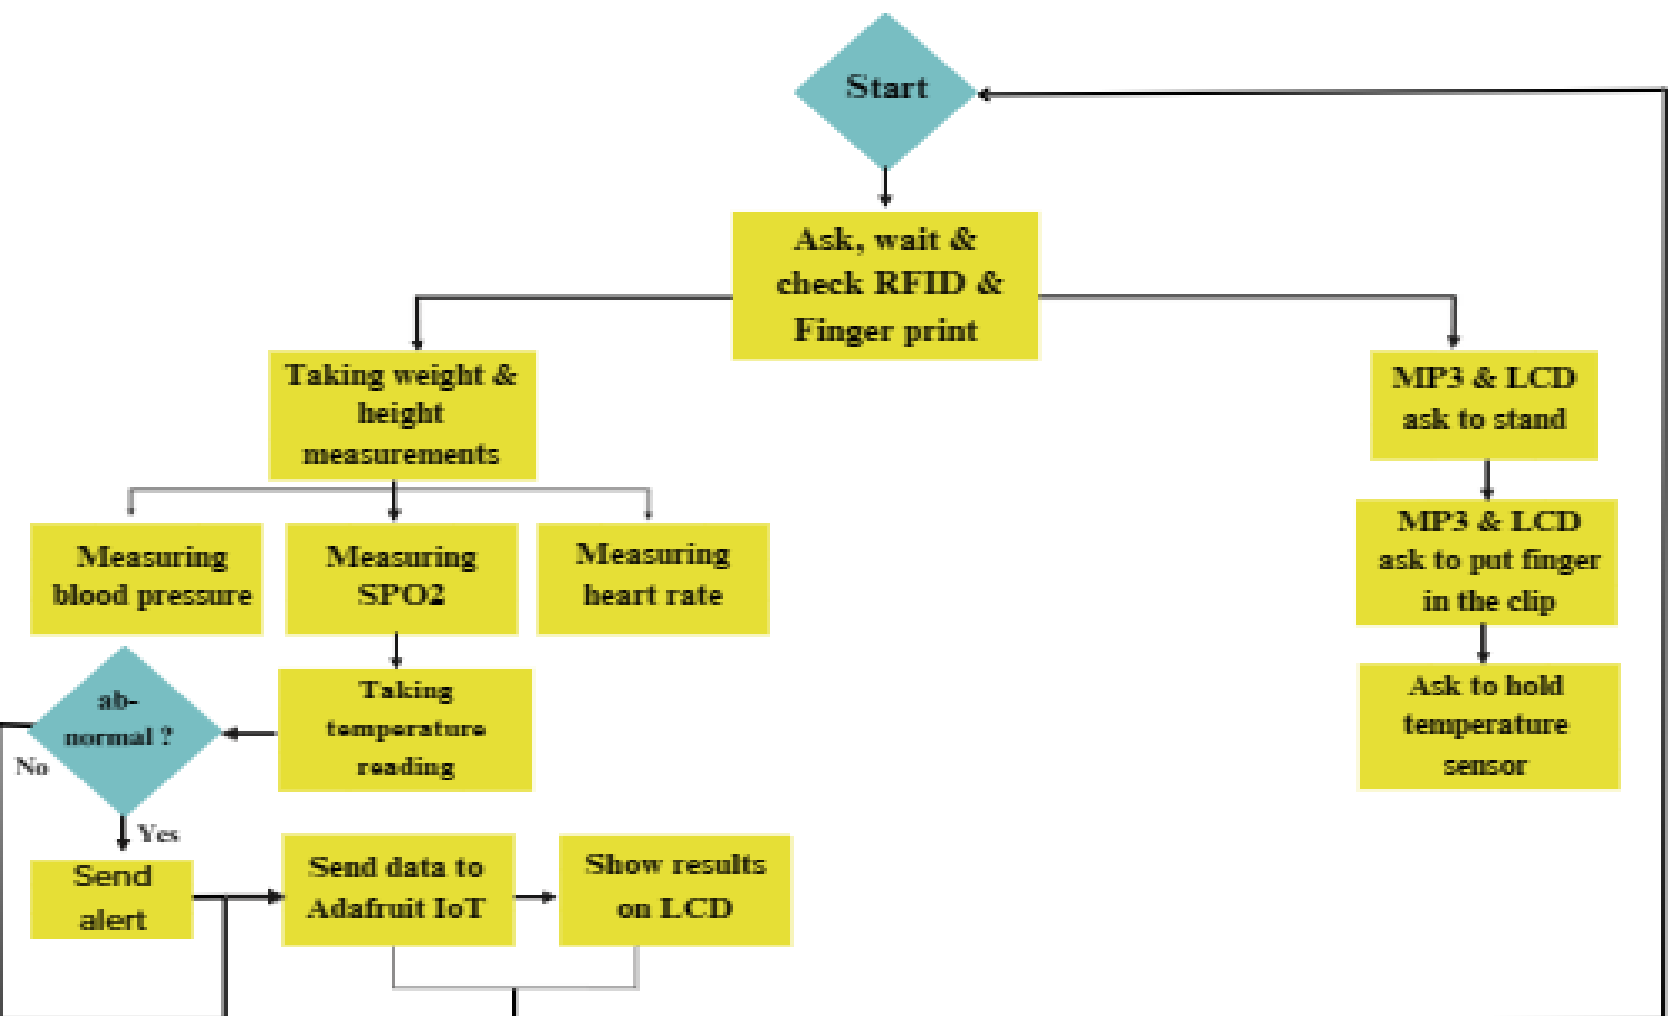 Start
Ask, wait &
check RFID &
Finger print
Taking weight &
height
measurements
MP3 & LCD
ask to stand
Measuring
blood pressure
Measuring
SPO2
Measuring
heart rate
MP3 & LCD
ask to put finger
in the clip
ab-
normal ?
No
Yes
Taking
temperature
reading
Ask to hold
temperature
sensor
Send
alert
Send data to
Adafruit IoT
Show results
on LCD